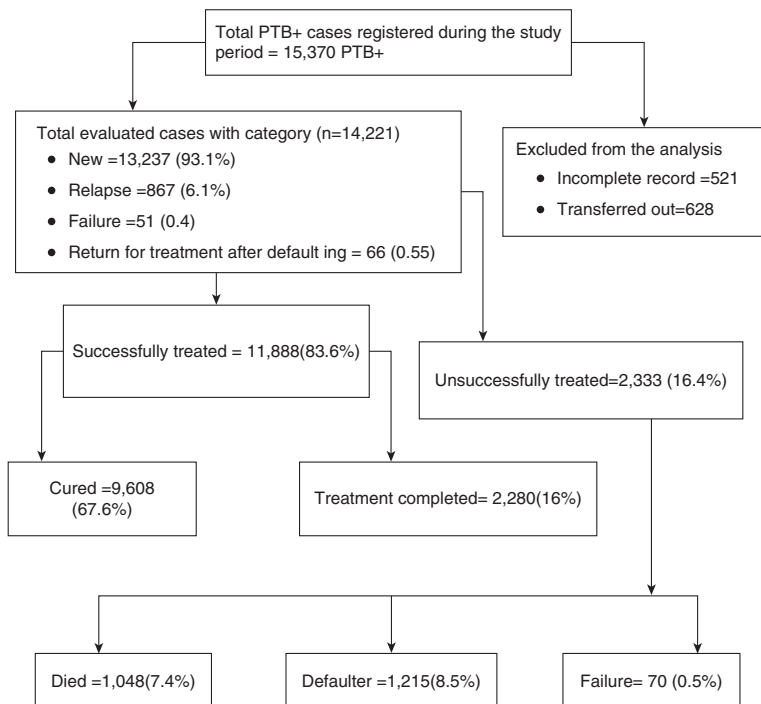 Total PTB+ cases registered during the study
period = 15,370 PTB+
Total evaluated cases with category (n=14,221)
● New =13,237 (93.1%)
● Relapse =867 (6.1%)
● Failure =51 (0.4)
● Return for treatment after default ing = 66 (0.55)
Excluded from the analysis
● Incomplete record =521
● Transferred out=628
Successfully treated = 11,888(83.6%)
Unsuccessfully treated=2,333 (16.4%)
Cured =9,608
(67.6%)
Treatment completed= 2,280(16%)
Died =1,048(7.4%)
Defaulter =1,215(8.5%)
Failure= 70 (0.5%)